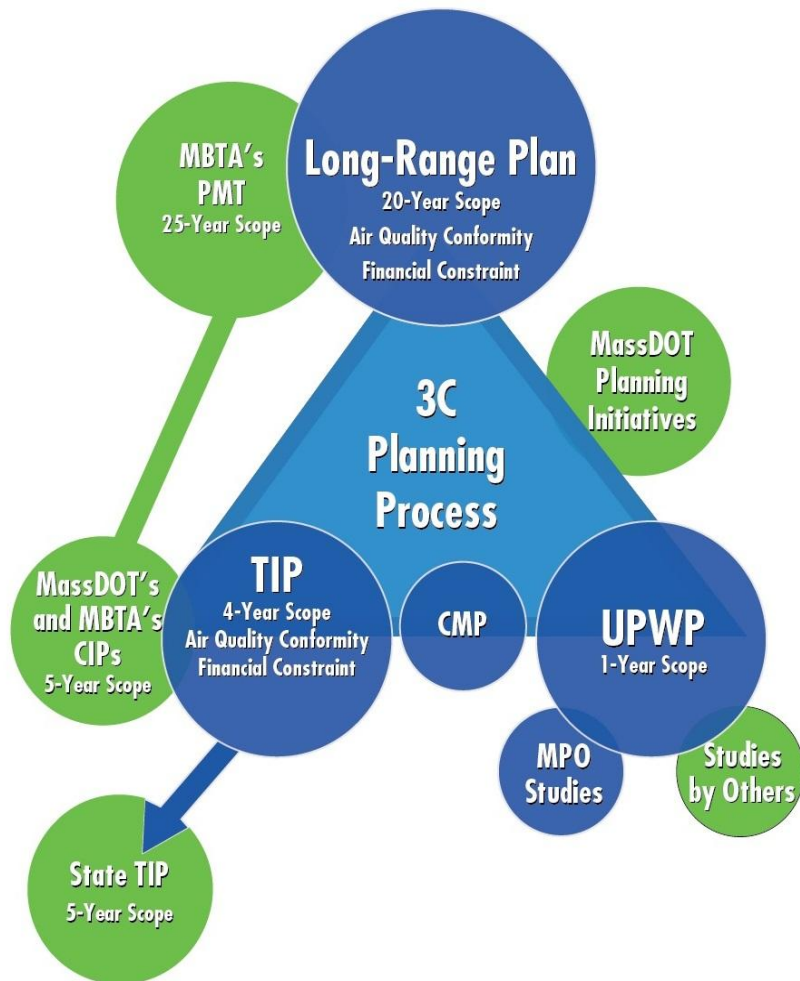 MBTA's
PMT
25-Year Scope
Long-Range Plan
20-Year Scope
Air Quality Conformity
Financial Constraint
MassDOT
Planning
Initiatives
3C
Planning
Process
MassDOT's
and MBTA's
CIPs
5-Year Scope
TIP
4-Year Scope
Air Quality Conformity
Financial Constraint
CMP
UPWP
1-Year Scope
MPO
Studies
Studies
by Others
State TIP
5-Year Scope